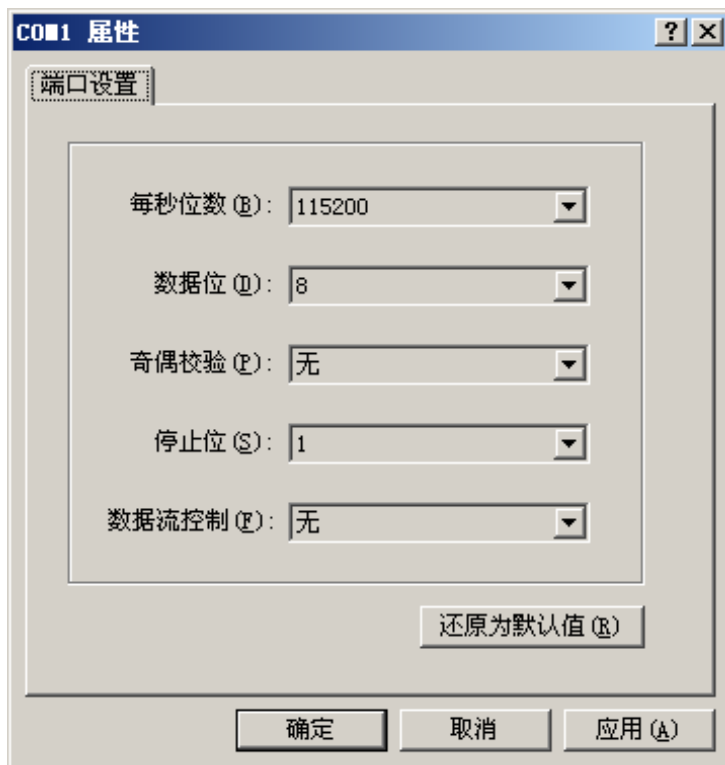 COM1 属性
端口设置
每秒位数(B): 115200
数据位(D): 8
奇偶校验(P): 无
停止位(S): 1
数据流控制(F): 无
还原为默认值(R)
确定 取消 应用(A)